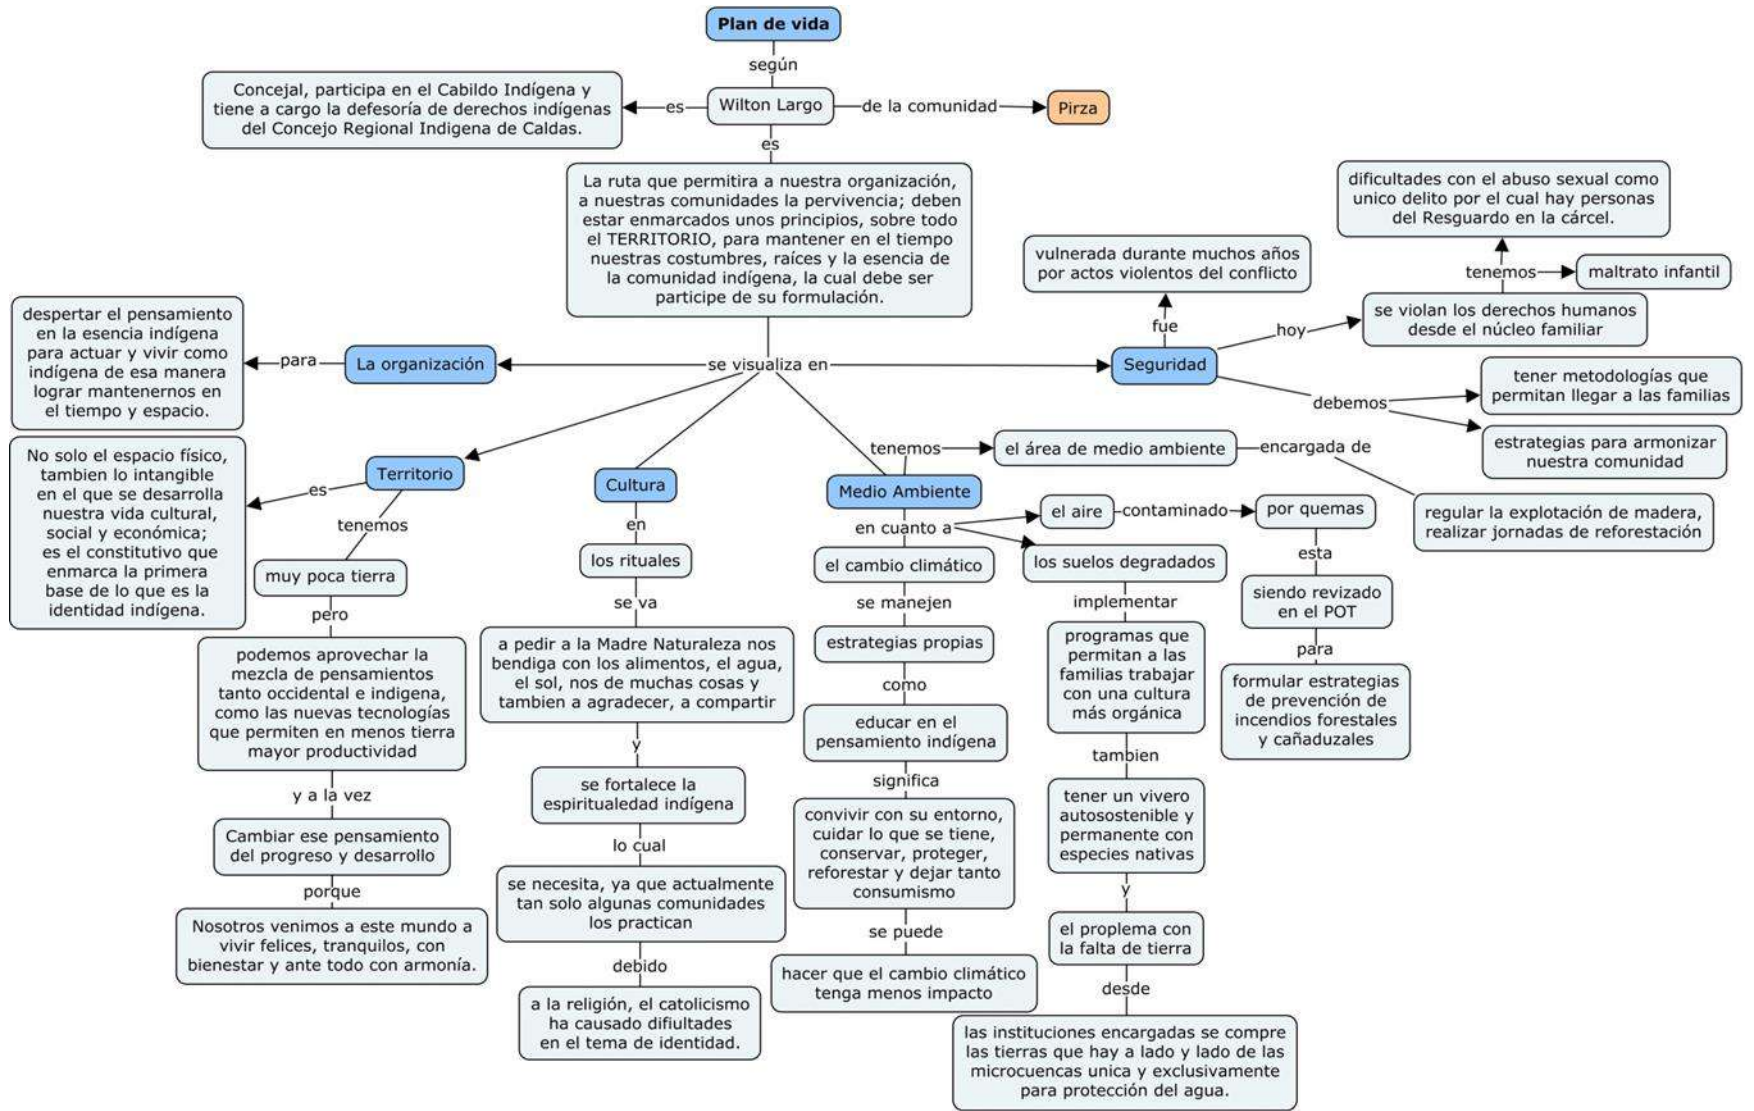 Plan de vida
según
Wilton Largo
es
Concejal, participa en el Cabildo Indígena y
tiene a cargo la defesoría de derechos indígenas
del Concejo Regional Indigena de Caldas.
de la comunidad
Pirza
es
La ruta que permitira a nuestra organización,
a nuestras comunidades la pervivencia; deben
estar enmarcados unos principios, sobre todo
el TERRITORIO, para mantener en el tiempo
nuestras costumbres, raíces y la esencia de
la comunidad indígena, la cual debe ser
participe de su formulación.
se visualiza en
La organización
para
despertar el pensamiento
en la esencia indígena
para actuar y vivir como
indígena de esa manera
lograr mantenernos en
el tiempo y espacio.
Territorio
es
No solo el espacio físico,
tambien lo intangible
en el que se desarrolla
nuestra vida cultural,
social y económica;
es el constitutivo que
enmarca la primera
base de lo que es la
identidad indígena.
tenemos
muy poca tierra
pero
podemos aprovechar la
mezcla de pensamientos
tanto occidental e indigena,
como las nuevas tecnologías
que permiten en menos tierra
mayor productividad
y a la vez
Cambiar ese pensamiento
del progreso y desarrollo
porque
Nosotros venimos a este mundo a
vivir felices, tranquilos, con
bienestar y ante todo con armonía.
Cultura
en
los rituales
se va
a pedir a la Madre Naturaleza nos
bendiga con los alimentos, el agua,
el sol, nos de muchas cosas y
tambien a agradecer, a compartir
y
se fortalece la
espiritualedad indígena
lo cual
se necesita, ya que actualmente
tan solo algunas comunidades
los practican
debido
a la religión, el catolicismo
ha causado difiultades
en el tema de identidad.
Medio Ambiente
tenemos
el área de medio ambiente
encargada de
regular la explotación de madera,
realizar jornadas de reforestación
en cuanto a
el cambio climático
se manejen
estrategias propias
como
educar en el
pensamiento indígena
significa
convivir con su entorno,
cuidar lo que se tiene,
conservar, proteger,
reforestar y dejar tanto
consumismo
se puede
hacer que el cambio climático
tenga menos impacto
los suelos degradados
implementar
programas que
permitan a las
familias trabajar
con una cultura
más orgánica
tambien
tener un vivero
autosostenible y
permanente con
especies nativas
y
el proplema con
la falta de tierra
desde
las instituciones encargadas se compre
las tierras que hay a lado y lado de las
microcuencas unica y exclusivamente
para protección del agua.
el aire
contaminado
por quemas
esta
siendo revizado
en el POT
para
formular estrategias
de prevención de
incendios forestales
y cañaduzales
Seguridad
fue
vulnerada durante muchos años
por actos violentos del conflicto
hoy
se violan los derechos humanos
desde el núcleo familiar
tenemos
dificultades con el abuso sexual como
unico delito por el cual hay personas
del Resguardo en la cárcel.
maltrato infantil
debemos
tener metodologías que
permitan llegar a las familias
estrategias para armonizar
nuestra comunidad